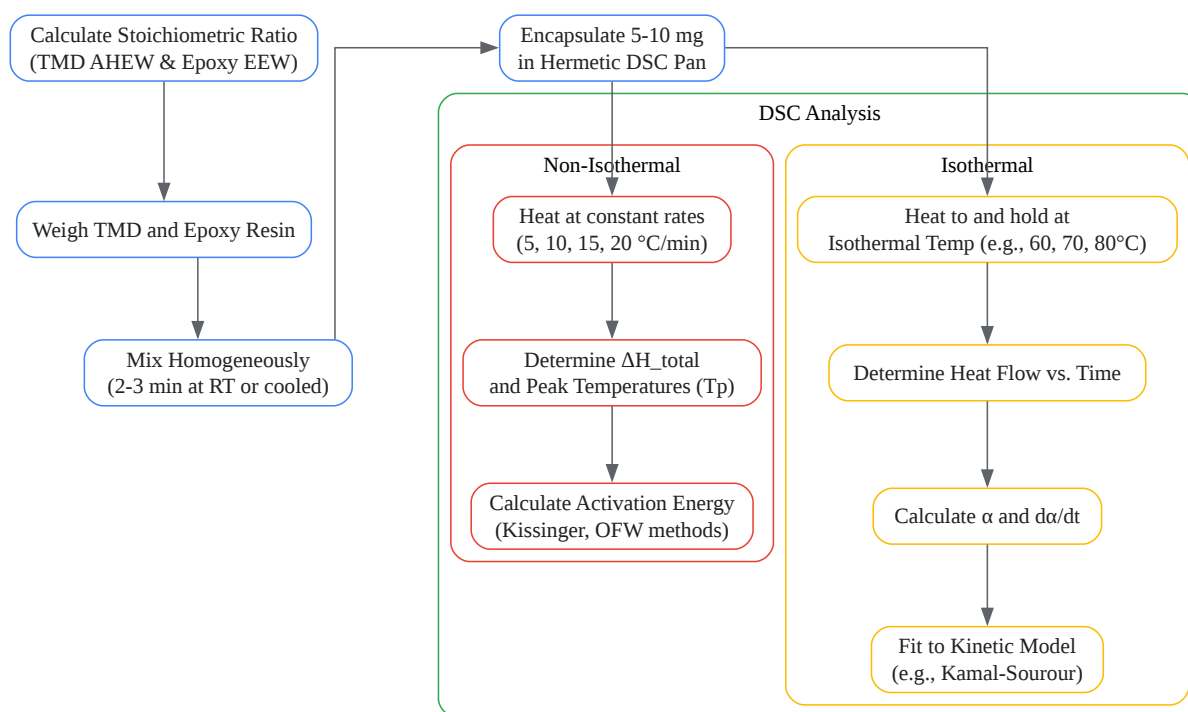 Calculate Stoichiometric Ratio
(TMD AHEW & Epoxy EEW)
Weigh TMD and Epoxy Resin
Mix Homogeneously
(2-3 min at RT or cooled)
Encapsulate 5-10 mg
in Hermetic DSC Pan
DSC Analysis
Non-Isothermal
Heat at constant rates
(5, 10, 15, 20 °C/min)
Determine ΔH_total
and Peak Temperatures (Tp)
Calculate Activation Energy
(Kissinger, OFW methods)
Isothermal
Heat to and hold at
Isothermal Temp (e.g., 60, 70, 80°C)
Determine Heat Flow vs. Time
Calculate α and dα/dt
Fit to Kinetic Model
(e.g., Kamal-Sourour)